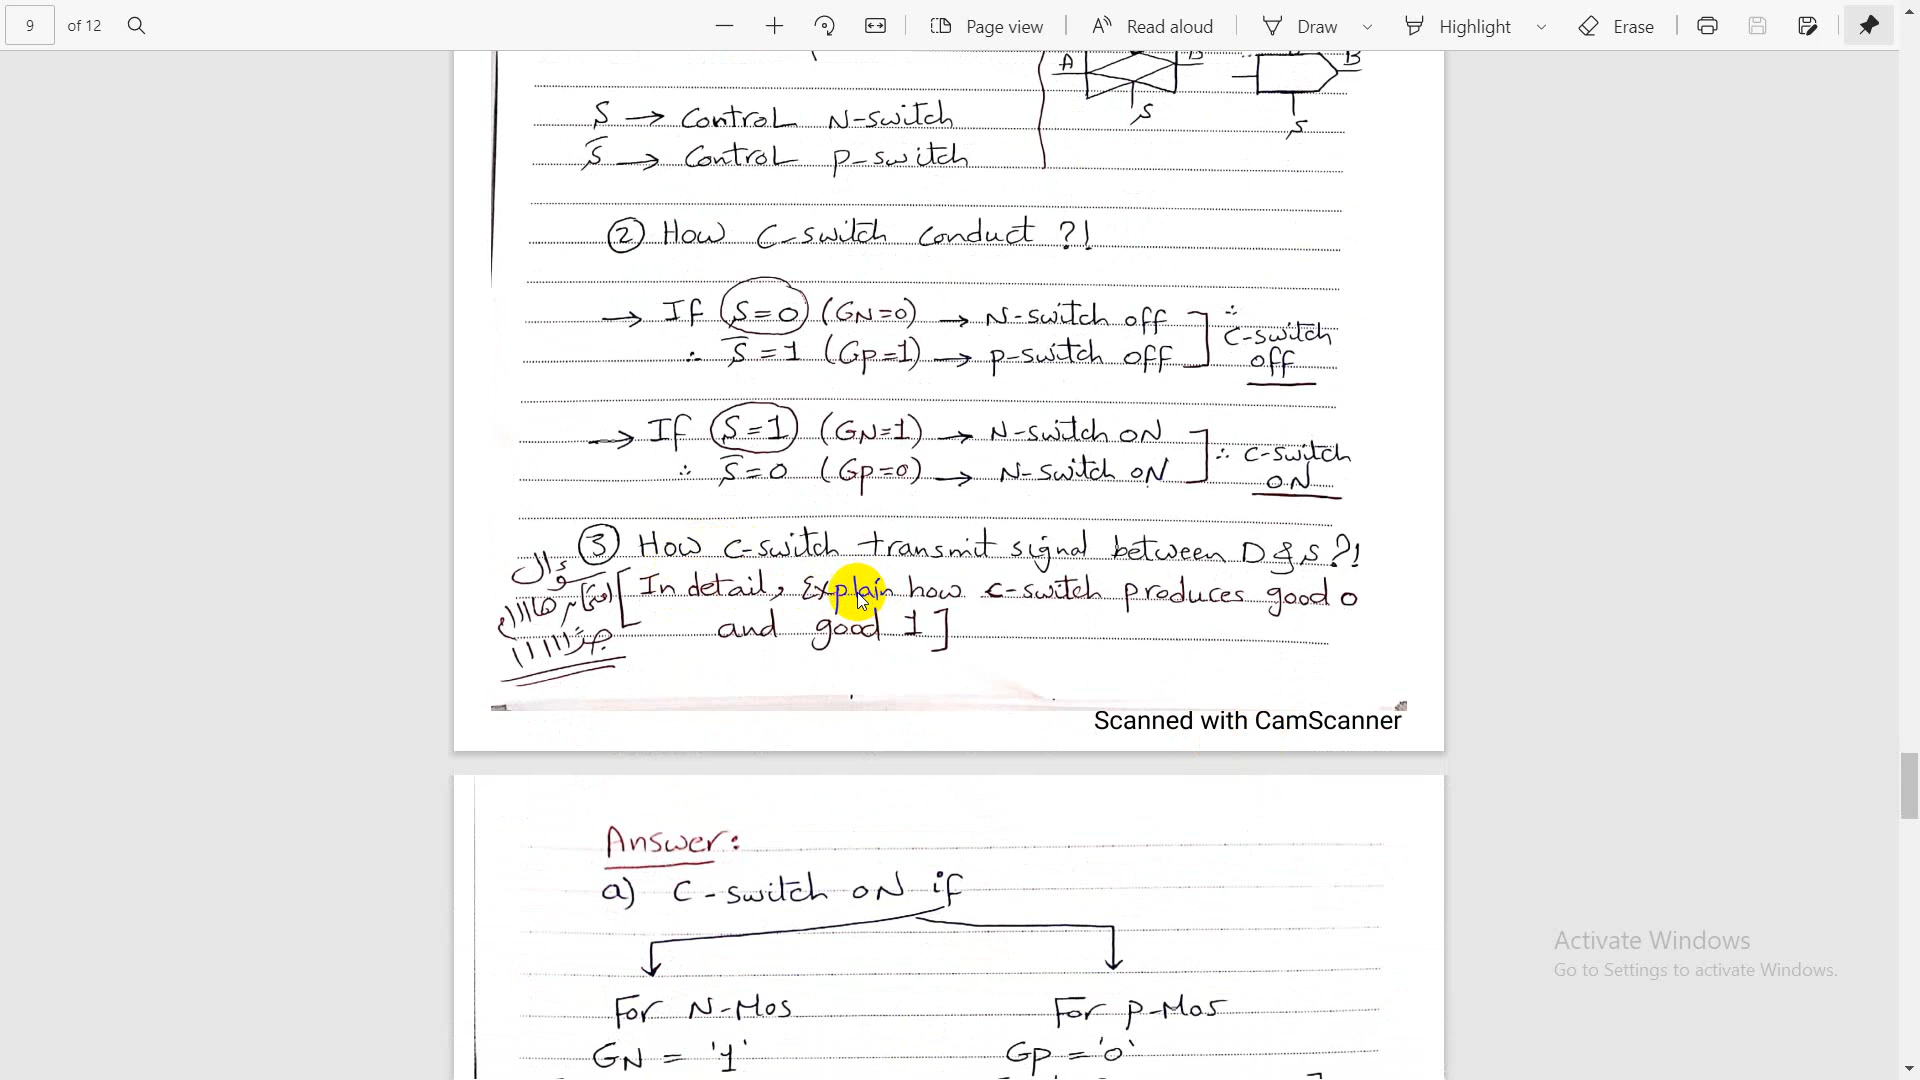 9 of 12 Page view Read aloud Draw Highlight Erase
A B B
S S
S → Control N-switch
S̅ → Control P-switch
② How C-switch conduct ?!
→ If S=0 (GN=0) → N-switch off
∴ S̅=1 (Gp=1) → p-switch off
∴ C-switch
off
→ If S=1 (GN=1) → N-switch ON
∴ S̅=0 (Gp=0) → N-switch ON
∴ C-switch
ON
③ How C-switch transmit signal between D & S ?!
[In detail, Explain how C-switch produces good 0
and good 1]
سؤال
Scanned with CamScanner
Answer:
a) C-switch ON if
For N-Mos For P-Mos
GN = '1' Gp = '0'
Activate Windows
Go to Settings to activate Windows.